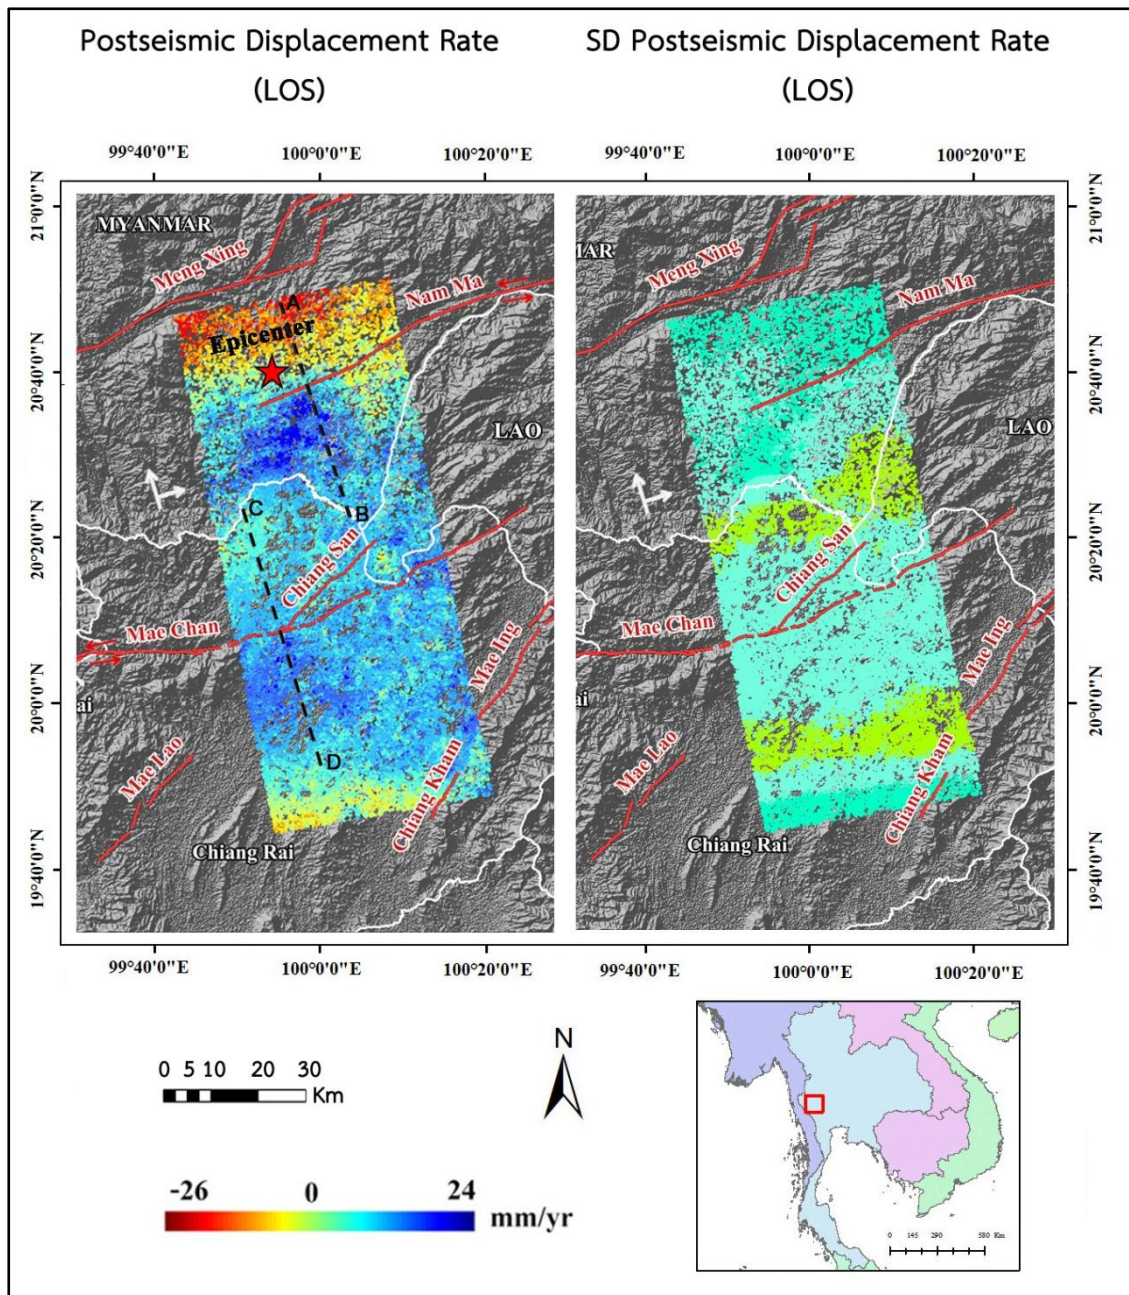 Postseismic Displacement Rate
(LOS)
SD Postseismic Displacement Rate
(LOS)
99°40'0"E 100°0'0"E 100°20'0"E
99°40'0"E 100°0'0"E 100°20'0"E
21°0'0"N
20°40'0"N
20°20'0"N
20°0'0"N
19°40'0"N
MYANMAR
Meng Xing
A
Nam Ma
Epicenter
LAO
C
B
Chiang San
Mae Chan
Mae Ing
ai
Mae Lao
D
Chiang Kham
Chiang Rai
MAR
Meng Xing
Nam Ma
LAO
Chiang San
Mae Chan
Mae Ing
ai
Mae Lao
Chiang Kham
Chiang Rai
21°0'0"N
20°40'0"N
20°20'0"N
20°0'0"N
19°40'0"N
99°40'0"E 100°0'0"E 100°20'0"E
99°40'0"E 100°0'0"E 100°20'0"E
0 5 10 20 30
Km
N
-26 0 24
mm/yr
0 145 290 580 Km